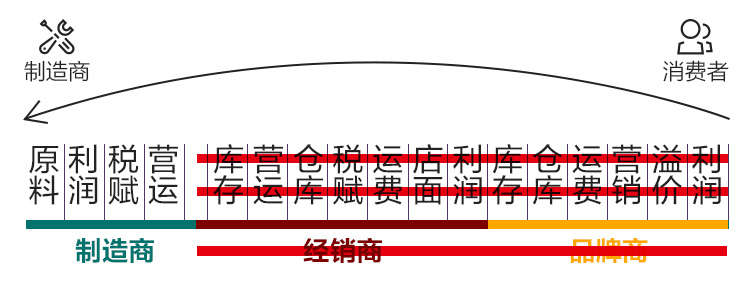 制造商
消费者
原料 利润 税赋 营运 库存 营运 仓库 税赋 运费 店面 利润 库存 仓库 运费 营销 溢价 利润
制造商 经销商 品牌商